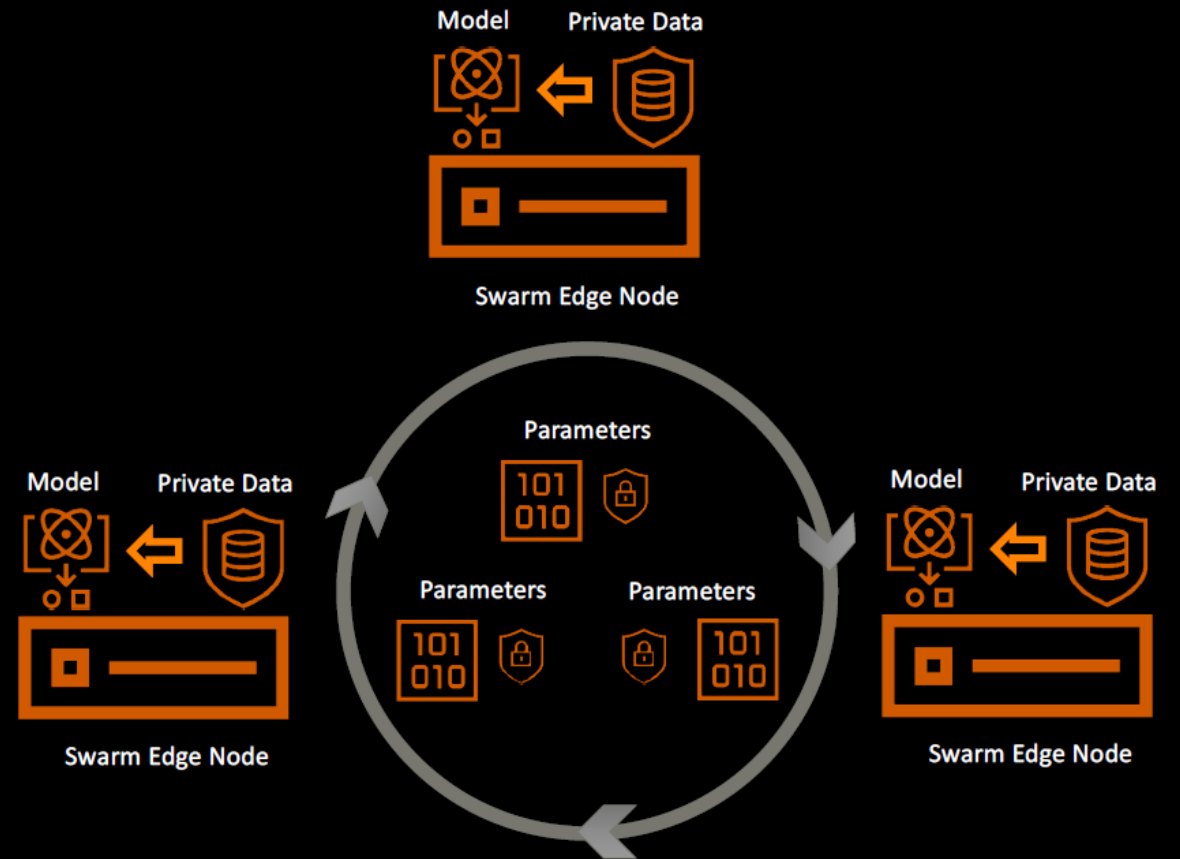 Model Private Data
Swarm Edge Node
Parameters
101
010
Model Private Data
Model Private Data
Parameters Parameters
101 101
010 010
Swarm Edge Node Swarm Edge Node